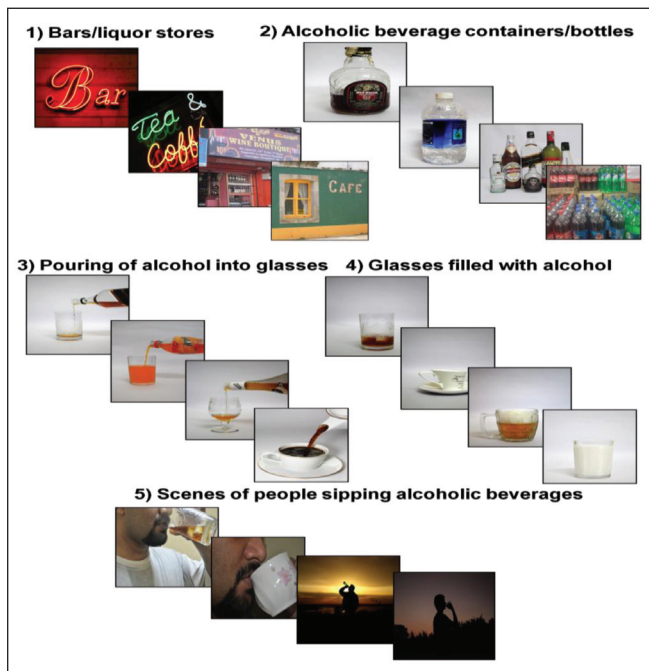 1) Bars/liquor stores
2) Alcoholic beverage containers/bottles
Bar
Tea &
Coffé
VENUS
WINE BOUTIQUE
CAFE
3) Pouring of alcohol into glasses
4) Glasses filled with alcohol
5) Scenes of people sipping alcoholic beverages